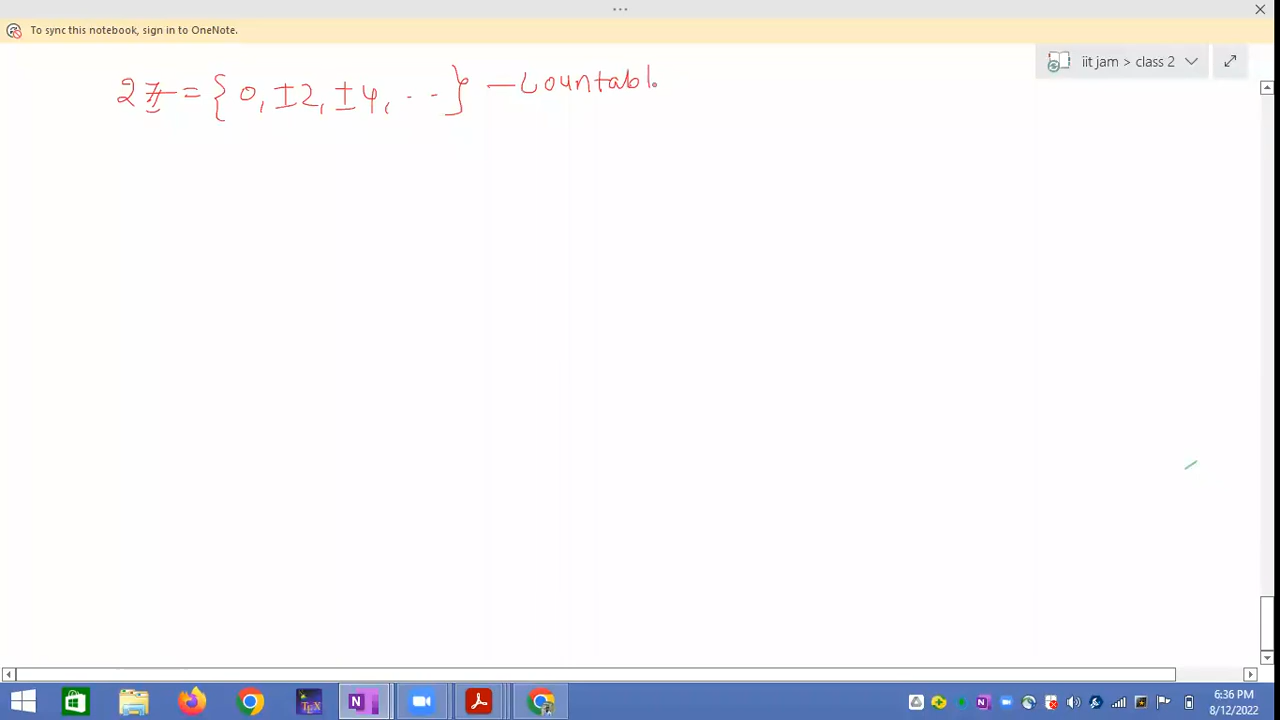 To sync this notebook, sign in to OneNote.
iit jam > class 2
2ℤ = {0, ±2, ±4, ..} — Countabl
6:36 PM
8/12/2022